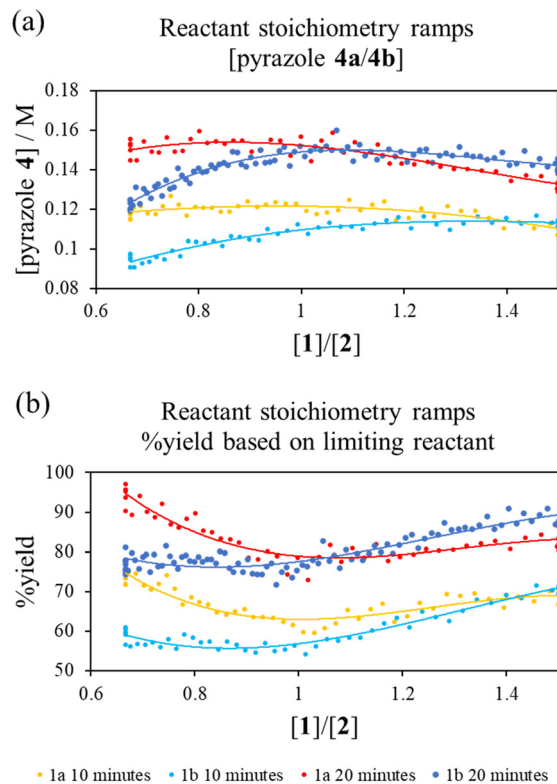 (a)
Reactant stoichiometry ramps
[pyrazole 4a/4b]
0.18
0.16
0.14
0.12
0.1
0.08
[pyrazole 4] / M
0.6
0.8
1
1.2
1.4
[1]/[2]
(b)
Reactant stoichiometry ramps
%yield based on limiting reactant
100
90
80
70
60
50
%yield
0.6
0.8
1
1.2
1.4
[1]/[2]
1a 10 minutes
1b 10 minutes
1a 20 minutes
1b 20 minutes